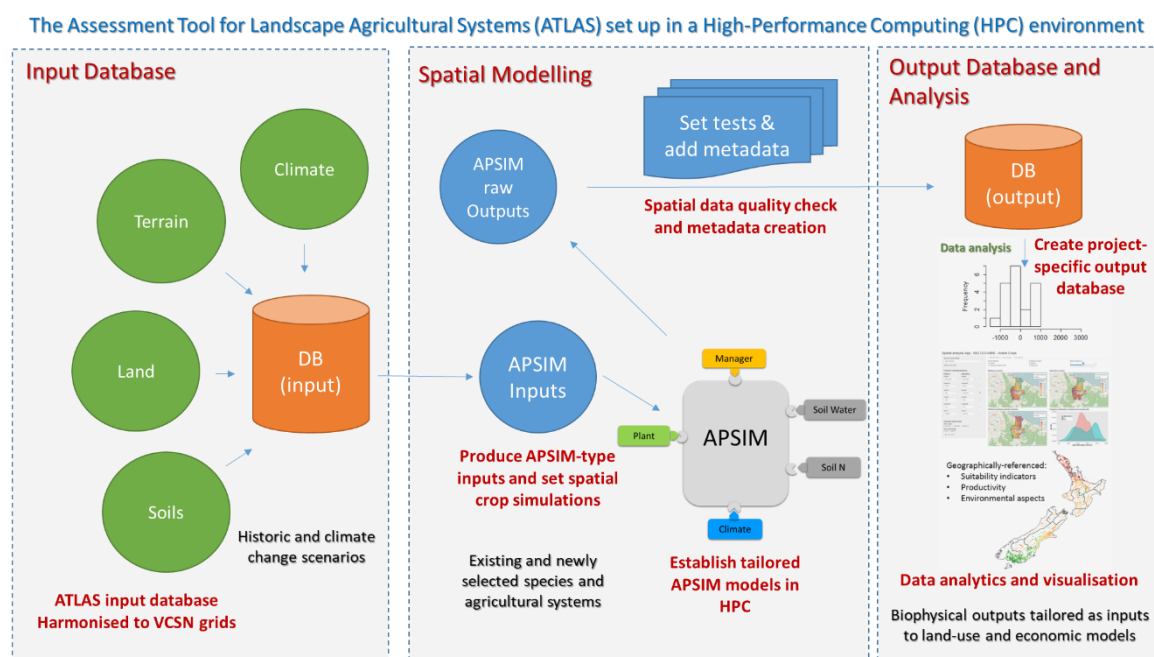 The Assessment Tool for Landscape Agricultural Systems (ATLAS) set up in a High-Performance Computing (HPC) environment
Input Database
Climate
Terrain
Land
Soils
DB
(input)
Historic and climate
change scenarios
ATLAS input database
Harmonised to VCSN grids
Spatial Modelling
APSIM
raw
Outputs
Set tests &
add metadata
Spatial data quality check
and metadata creation
APSIM
Inputs
Produce APSIM-type
inputs and set spatial
crop simulations
Existing and newly
selected species and
agricultural systems
Manager
Plant
APSIM
Soil Water
Soil N
Climate
Establish tailored
APSIM models in
HPC
Output Database and
Analysis
DB
(output)
Data analysis
Create project-
specific output
database
Frequency
0 2 4 6
-1000 0 1000 3000
Geographically-referenced:
• Suitability indicators
• Productivity
• Environmental aspects
Data analytics and visualisation
Biophysical outputs tailored as inputs
to land-use and economic models